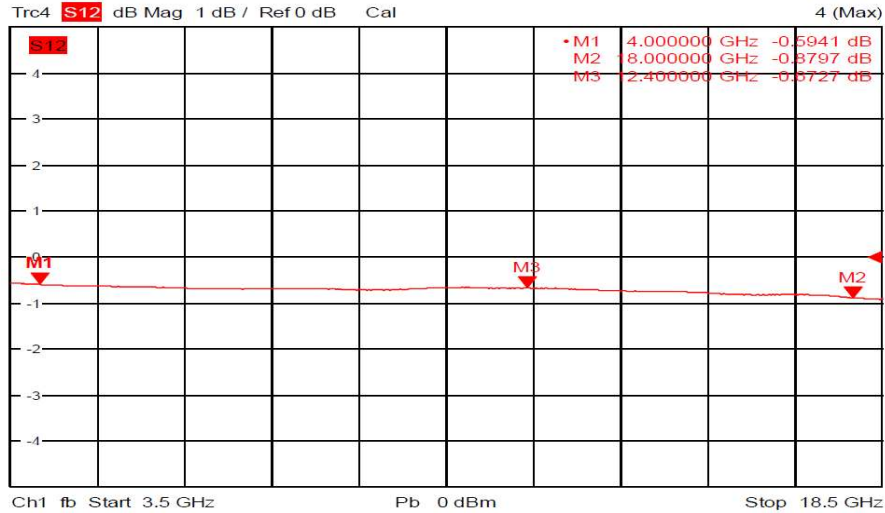 Trc4 S12 dB Mag 1 dB / Ref 0 dB Cal 4 (Max)
S12
•M1 4.000000 GHz -0.5941 dB
M2 18.000000 GHz -0.8797 dB
M3 12.400000 GHz -0.6727 dB
4
3
2
1
0
M1
M3
M2
-1
-2
-3
-4
Ch1 fb Start 3.5 GHz Pb 0 dBm Stop 18.5 GHz